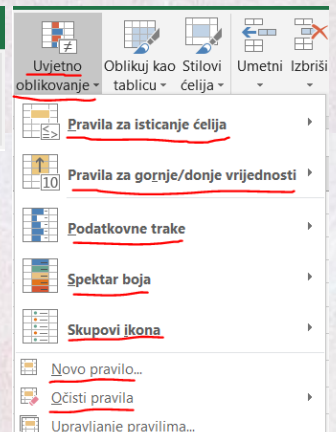 Uvjetno
oblikovanje
Oblikuj kao
tablicu
Stilovi
ćelija
Umetni
Izbriši
Pravila za isticanje ćelija
Pravila za gornje/donje vrijednosti
10
Podatkovne trake
Spektar boja
Skupovi ikona
Novo pravilo...
Očisti pravila
Upravljanje pravilima...